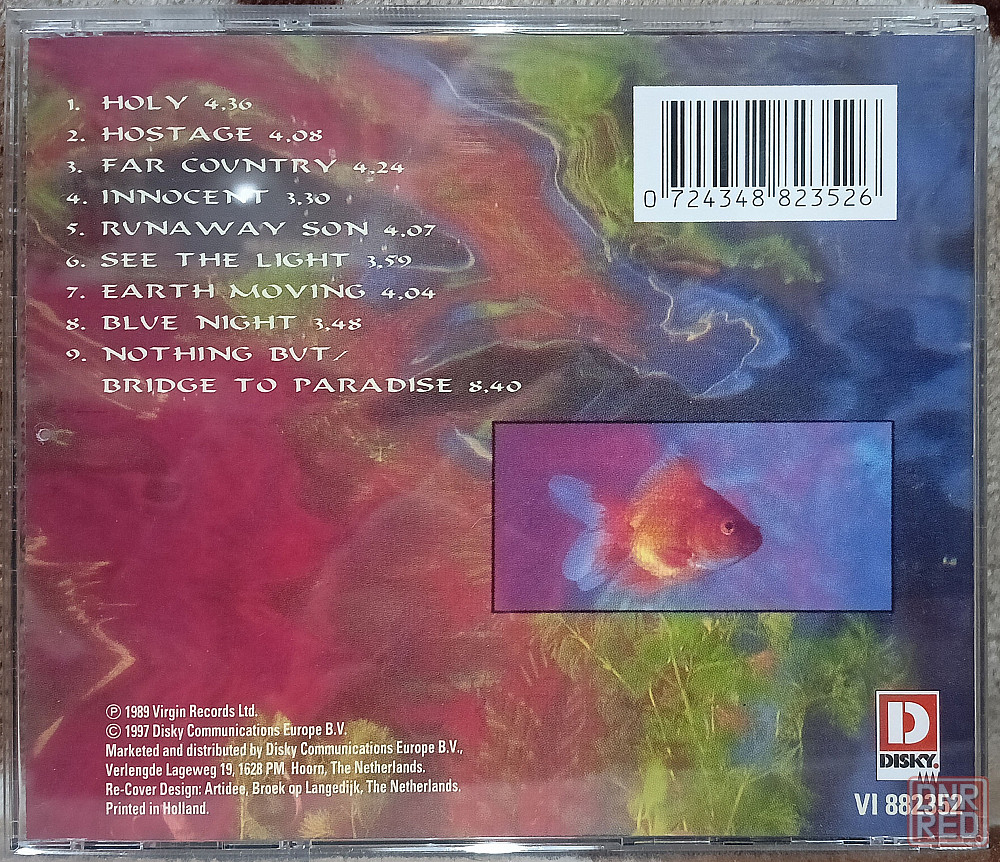 1. HOLY 4.36
2. HOSTAGE 4.08
3. FAR COUNTRY 4.24
4. INNOCENT 3.30
5. RUNAWAY SON 4.07
6. SEE THE LIGHT 3.59
7. EARTH MOVING 4.04
8. BLUE NIGHT 3.48
9. NOTHING BUT/
BRIDGE TO PARADISE 8.40
0 724348 823526
℗ 1989 Virgin Records Ltd.
© 1997 Disky Communications Europe B.V.
Marketed and distributed by Disky Communications Europe B.V.,
Verlengde Lageweg 19, 1628 PM. Hoorn, The Netherlands.
Re-Cover Design: Artidee, Broek op Langedijk, The Netherlands.
Printed in Holland.
D
DISKY.
VI 882352
DNR
RED